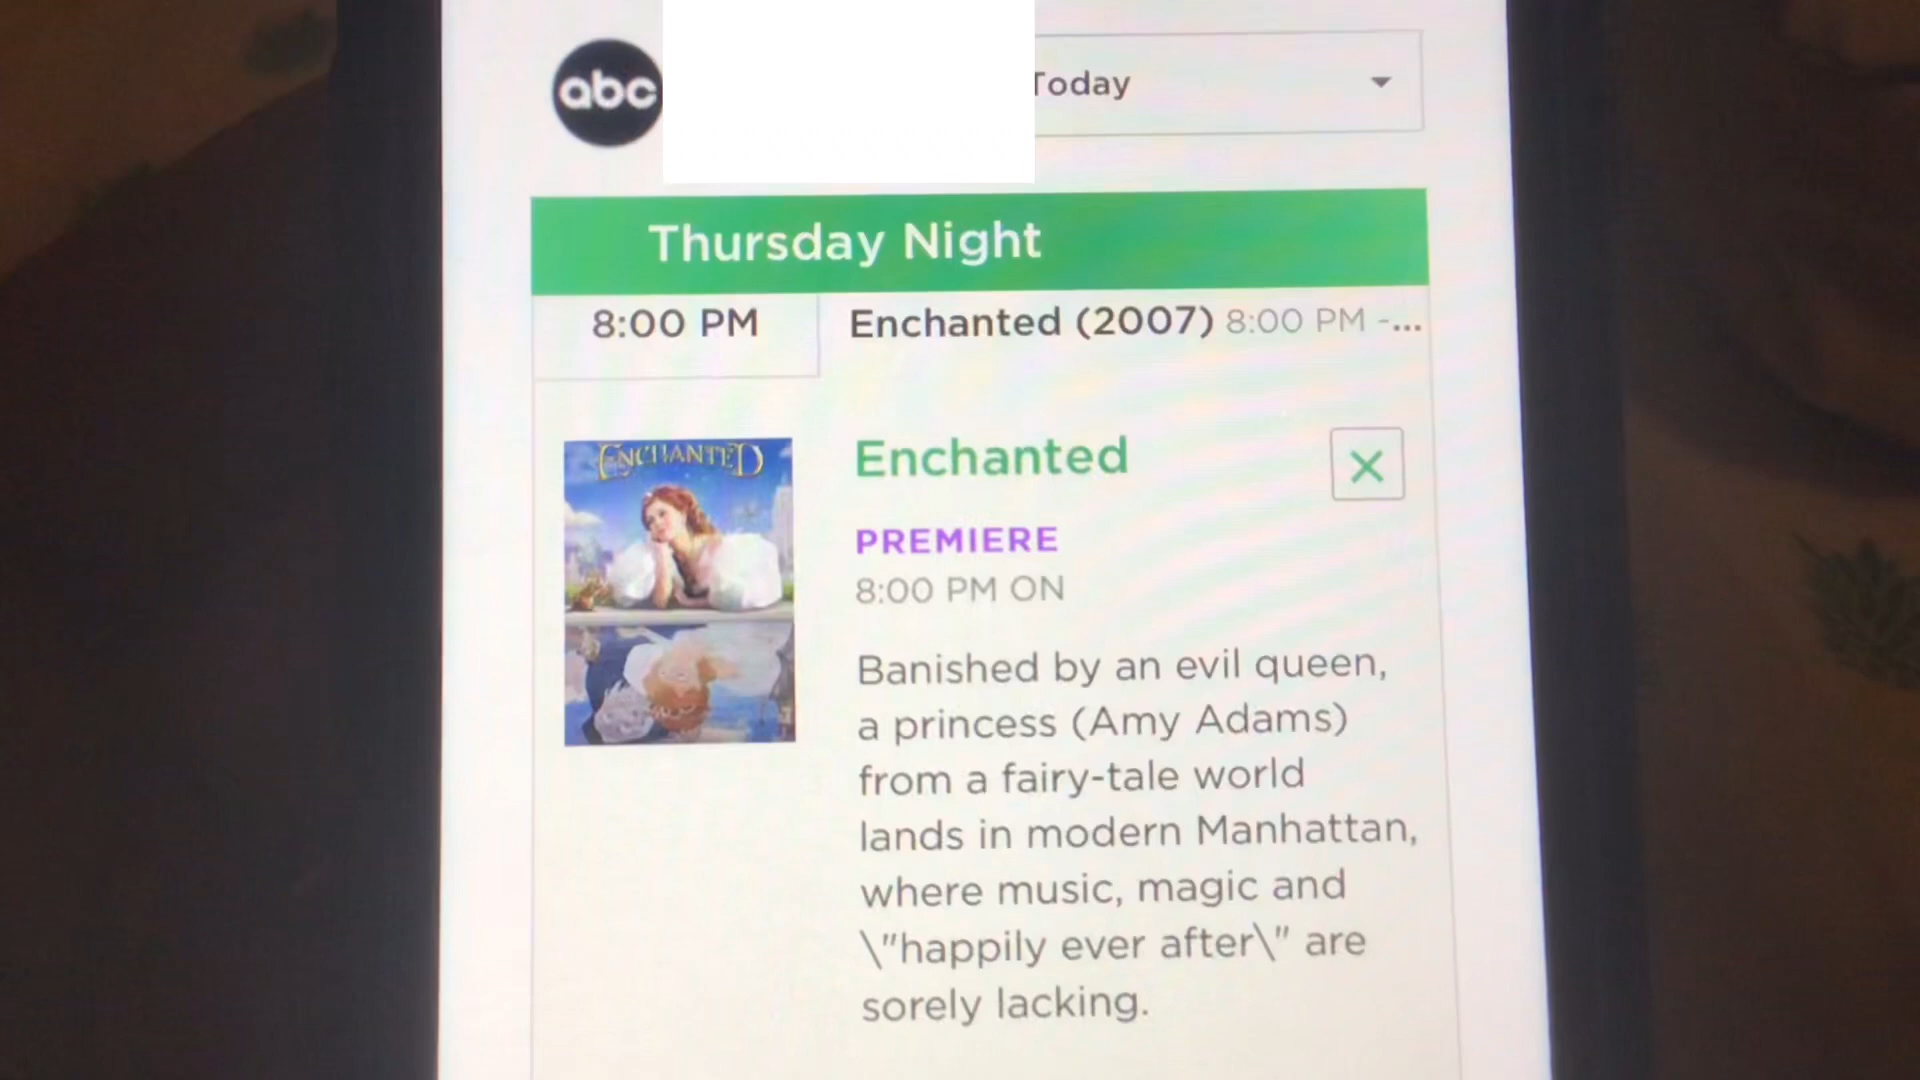 abc
Today
Thursday Night
8:00 PM
Enchanted (2007) 8:00 PM -...
ENCHANTED
Enchanted
PREMIERE
8:00 PM ON
Banished by an evil queen,
a princess (Amy Adams)
from a fairy-tale world
lands in modern Manhattan,
where music, magic and
\"happily ever after\" are
sorely lacking.